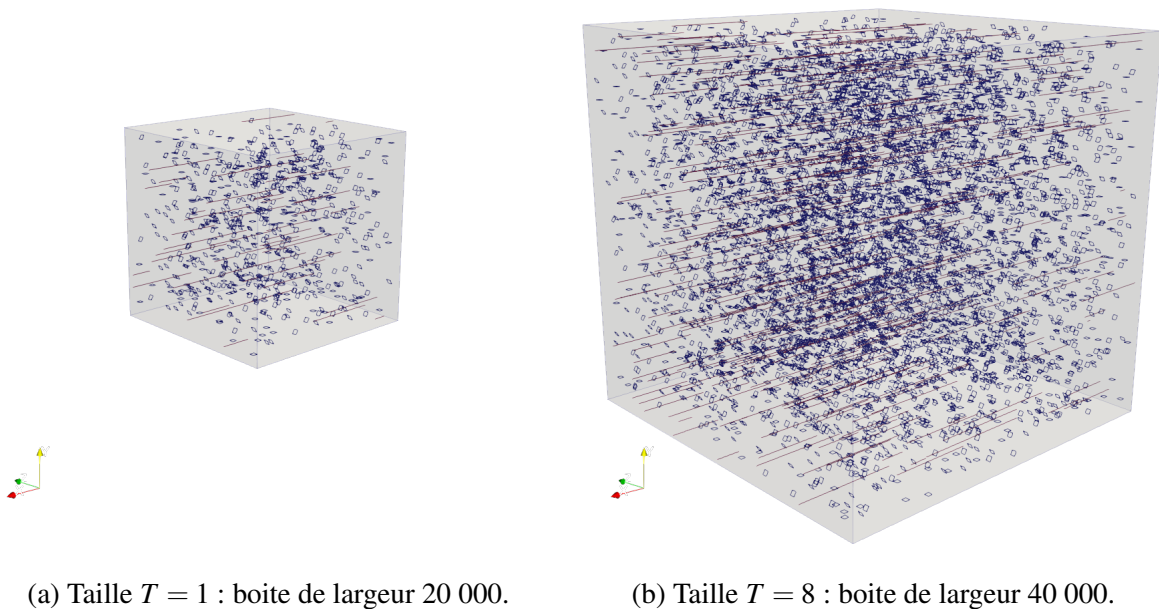 (a) Taille T = 1 : boite de largeur 20 000.
(b) Taille T = 8 : boite de largeur 40 000.